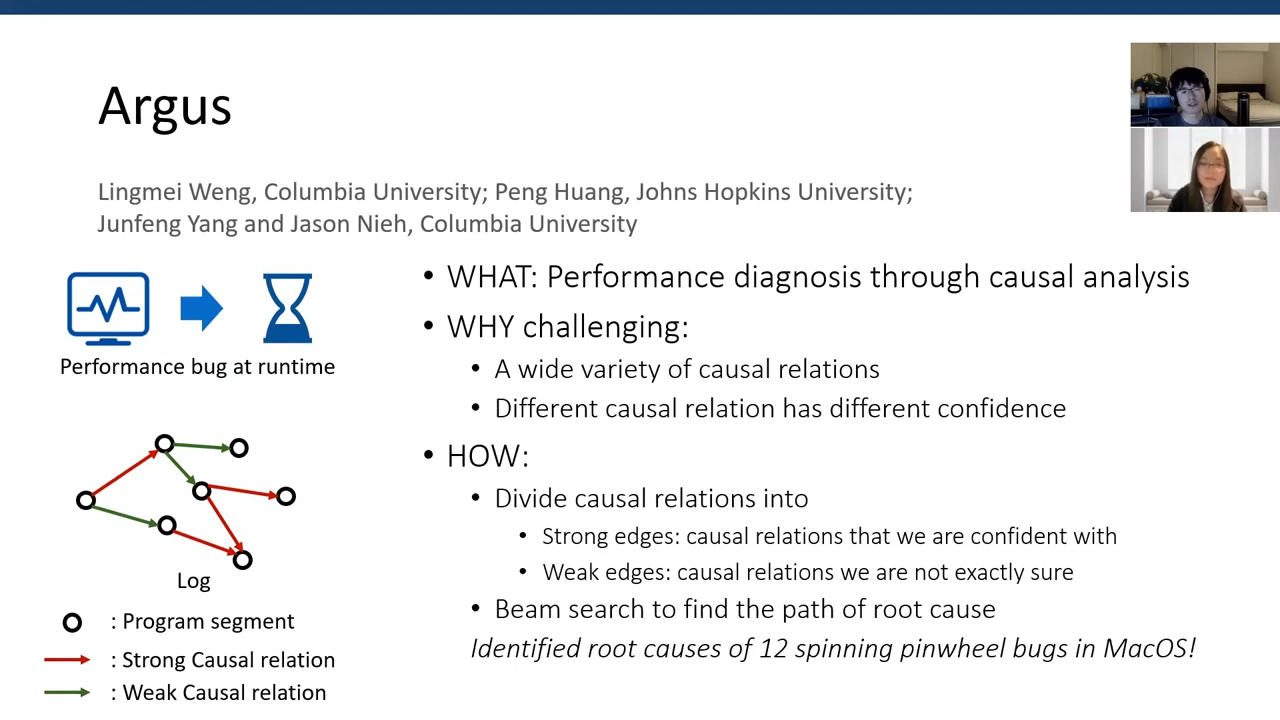 Argus
Lingmei Weng, Columbia University; Peng Huang, Johns Hopkins University;
Junfeng Yang and Jason Nieh, Columbia University
Performance bug at runtime
Log
: Program segment
: Strong Causal relation
: Weak Causal relation
• WHAT: Performance diagnosis through causal analysis
• WHY challenging:
• A wide variety of causal relations
• Different causal relation has different confidence
• HOW:
• Divide causal relations into
• Strong edges: causal relations that we are confident with
• Weak edges: causal relations we are not exactly sure
• Beam search to find the path of root cause
Identified root causes of 12 spinning pinwheel bugs in MacOS!